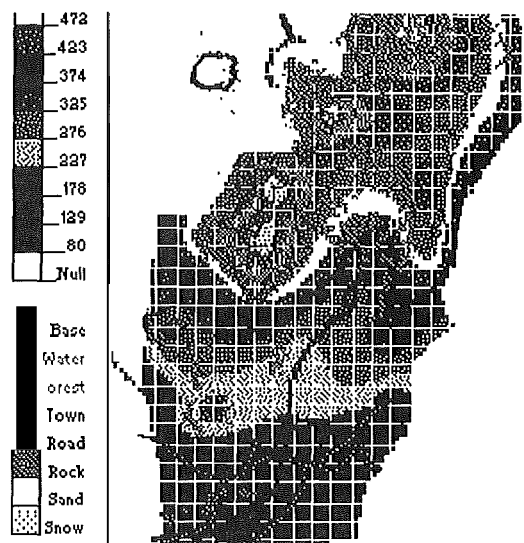 472
423
374
325
276
227
178
129
80
Null
Base
Water
orest
Town
Road
Rock
Sand
Snow